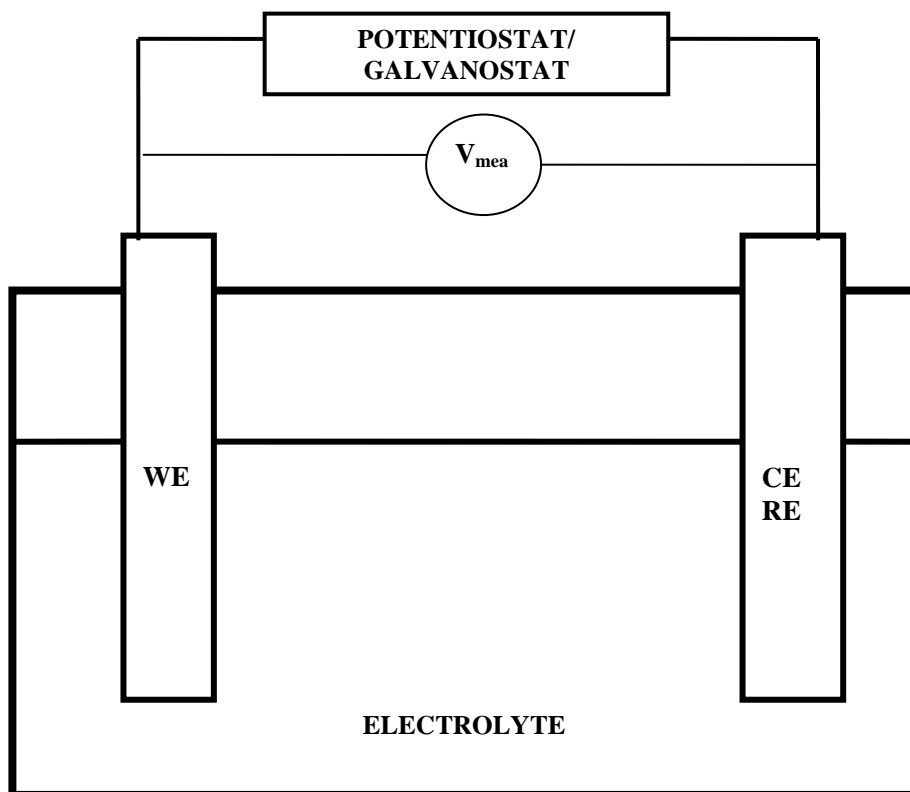 POTENTIOSTAT/
GALVANOSTAT
Vmea
WE
CE
RE
ELECTROLYTE